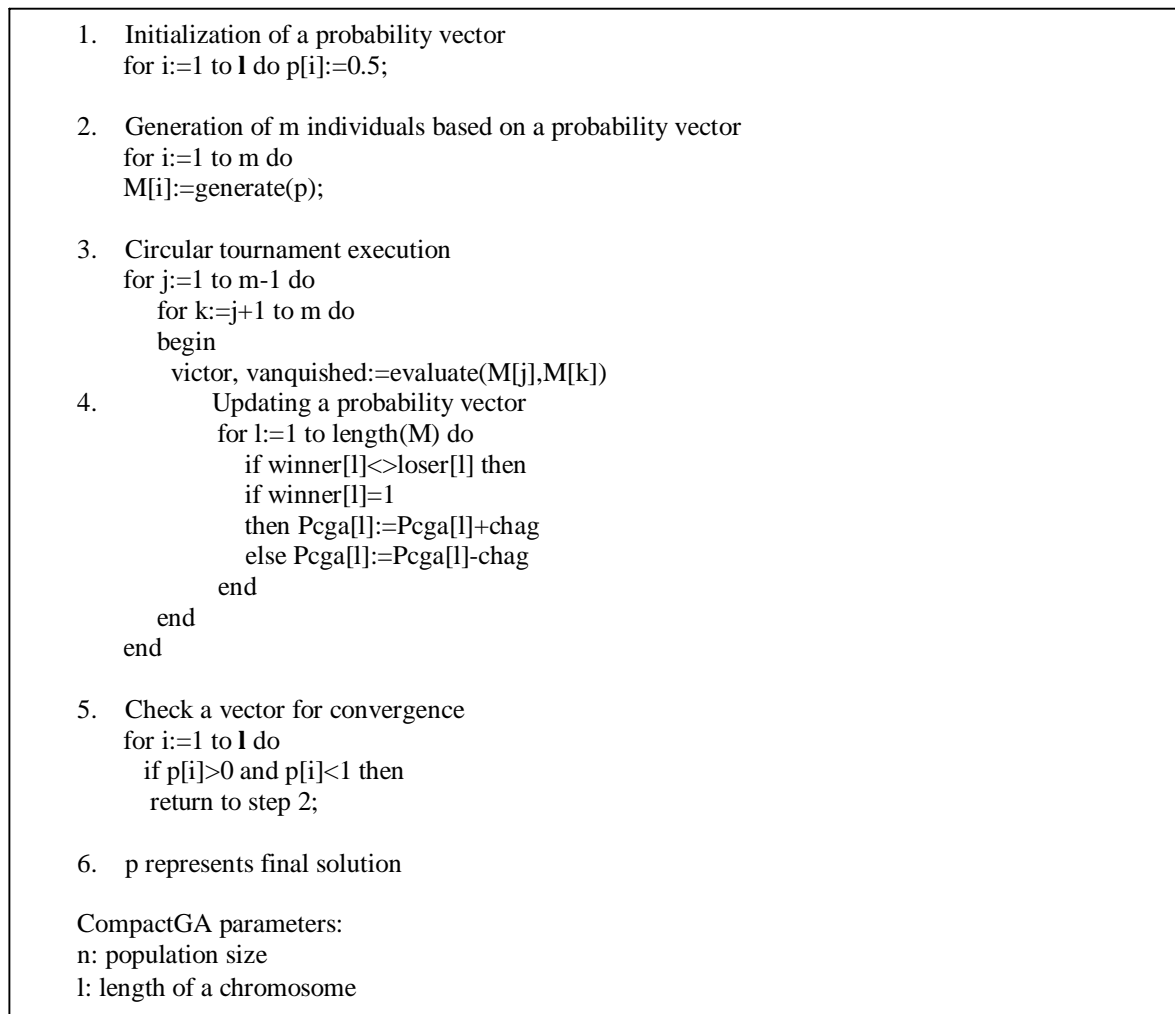 1. Initialization of a probability vector
for i:=1 to l do p[i]:=0.5;
2. Generation of m individuals based on a probability vector
for i:=1 to m do
M[i]:=generate(p);
3. Circular tournament execution
for j:=1 to m-1 do
for k:=j+1 to m do
begin
victor, vanquished:=evaluate(M[j],M[k])
4. Updating a probability vector
for l:=1 to length(M) do
if winner[l]<>loser[l] then
if winner[l]=1
then Pcga[l]:=Pcga[l]+chag
else Pcga[l]:=Pcga[l]-chag
end
end
end
5. Check a vector for convergence
for i:=1 to l do
if p[i]>0 and p[i]<1 then
return to step 2;
6. p represents final solution
CompactGA parameters:
n: population size
l: length of a chromosome